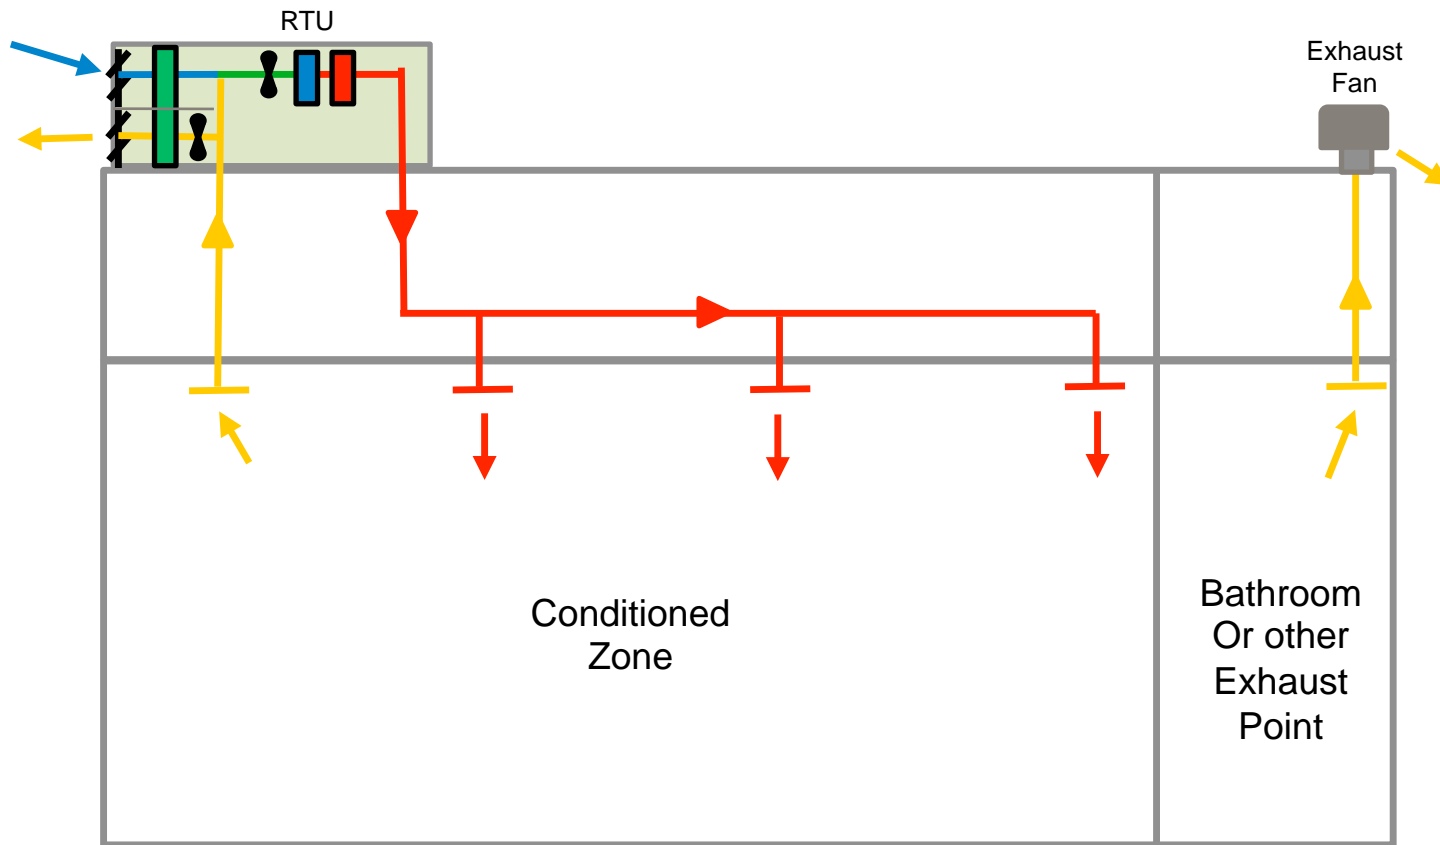 RTU
Exhaust
Fan
Conditioned
Zone
Bathroom
Or other
Exhaust
Point